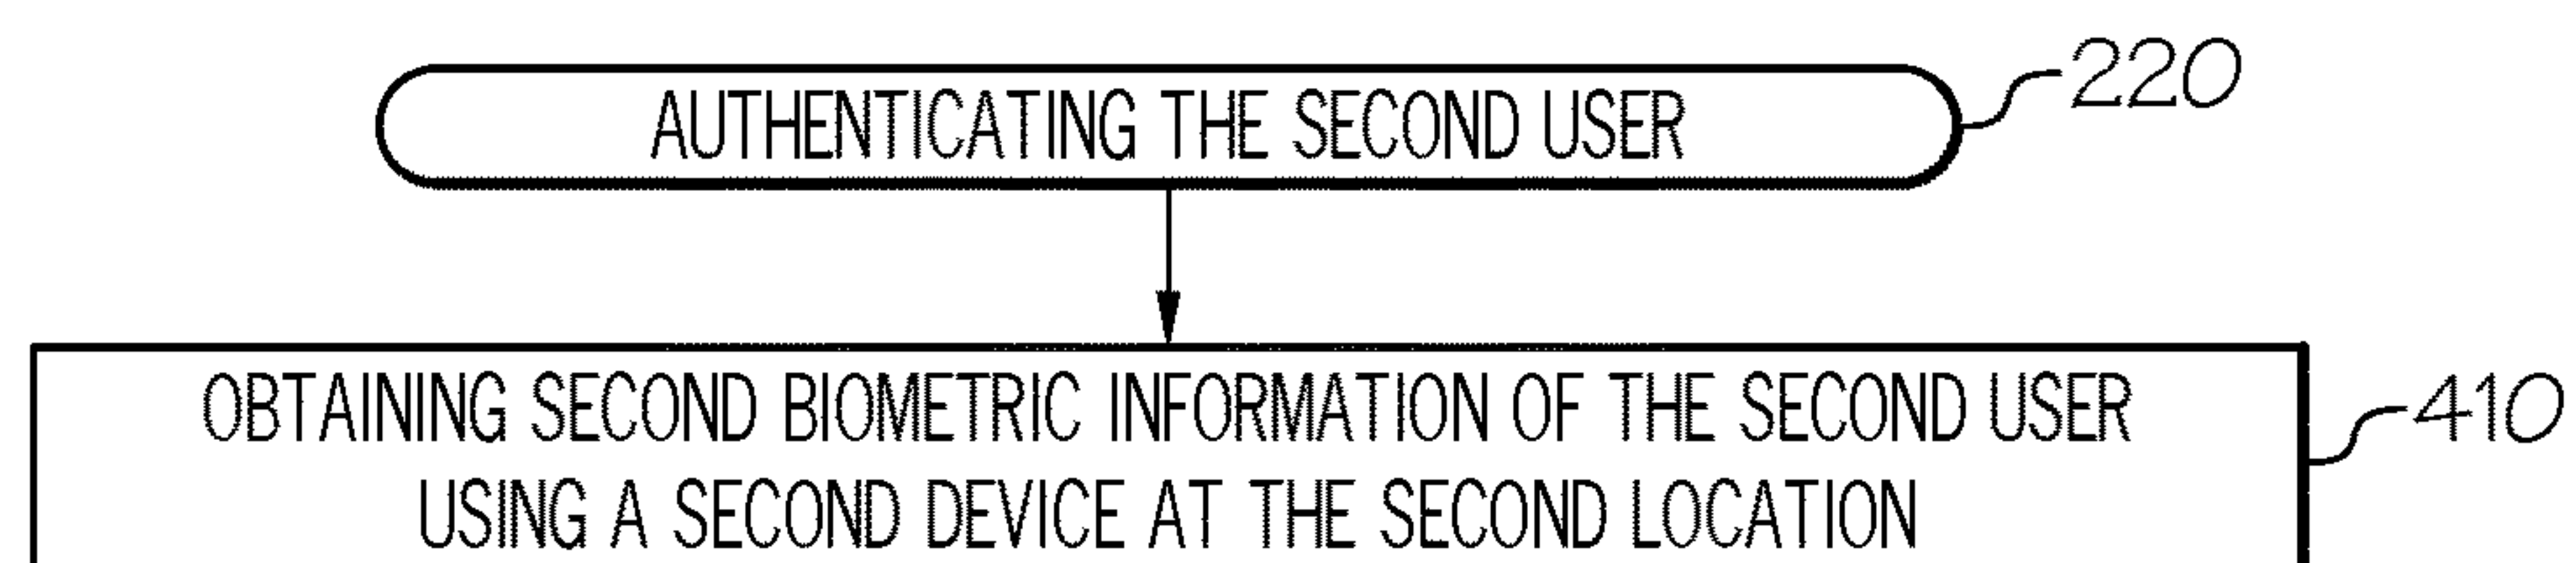 AUTHENTICATING THE SECOND USER
220
OBTAINING SECOND BIOMETRIC INFORMATION OF THE SECOND USER
USING A SECOND DEVICE AT THE SECOND LOCATION
410